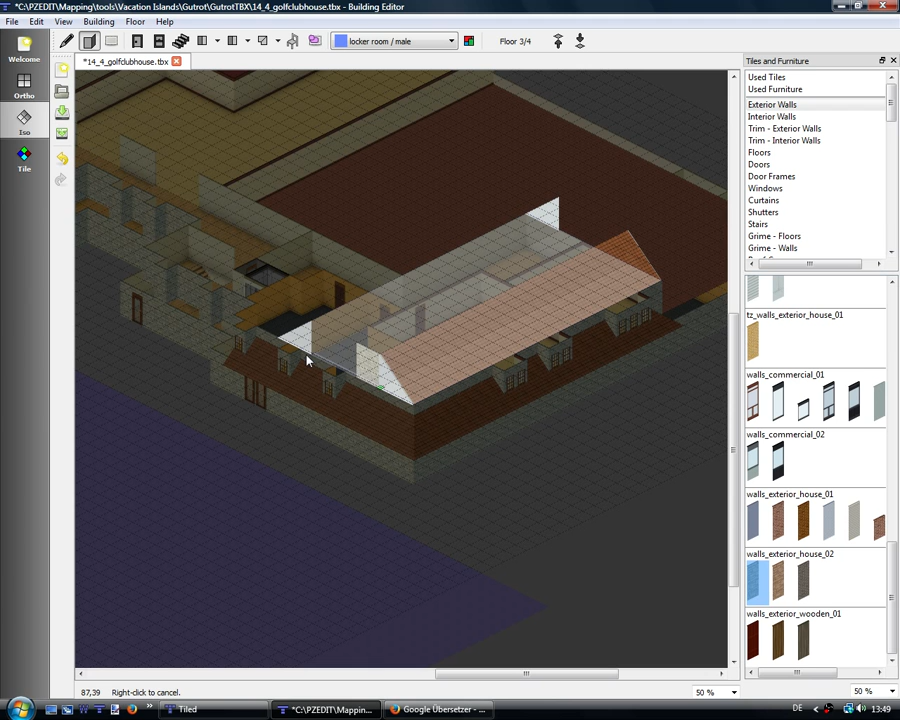 *C:\PZEDIT\Mapping\tools\Vacation Islands\Gutrot\GutrotTBX\14_4_golfclubhouse.tbx - Building Editor
File Edit View Building Floor Help
locker room / male
Floor 3/4
Welcome
Ortho
Iso
Tile
*14_4_golfclubhouse.tbx
Tiles and Furniture
Used Tiles
Used Furniture
Exterior Walls
Interior Walls
Trim - Exterior Walls
Trim - Interior Walls
Floors
Doors
Door Frames
Windows
Curtains
Shutters
Stairs
Grime - Floors
Grime - Walls
tz_walls_exterior_house_01
walls_commercial_01
walls_commercial_02
walls_exterior_house_01
walls_exterior_house_02
walls_exterior_wooden_01
87,39 Right-click to cancel.
50 %
50 %
Tiled
*C:\PZEDIT\Mappin...
Google Übersetzer - ...
DE
13:49